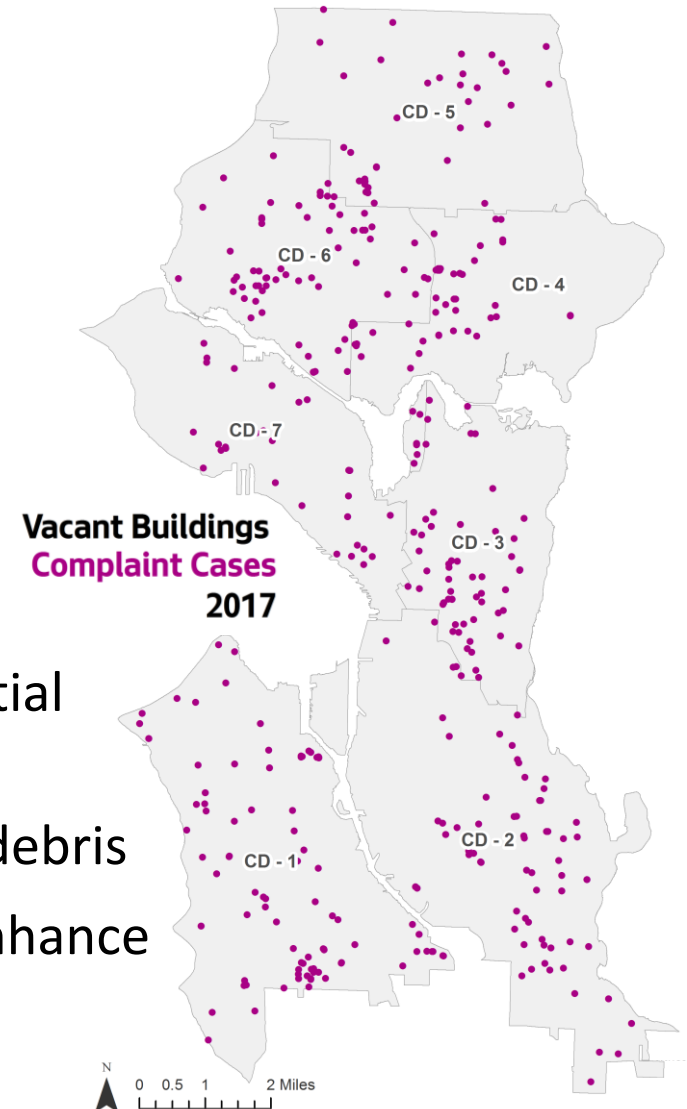 CD - 5
CD - 6
CD - 4
CD - 7
Vacant Buildings
Complaint Cases
2017
CD - 3
tial
debris
CD - 2
CD - 1
nhance
N
0 0.5 1 2 Miles